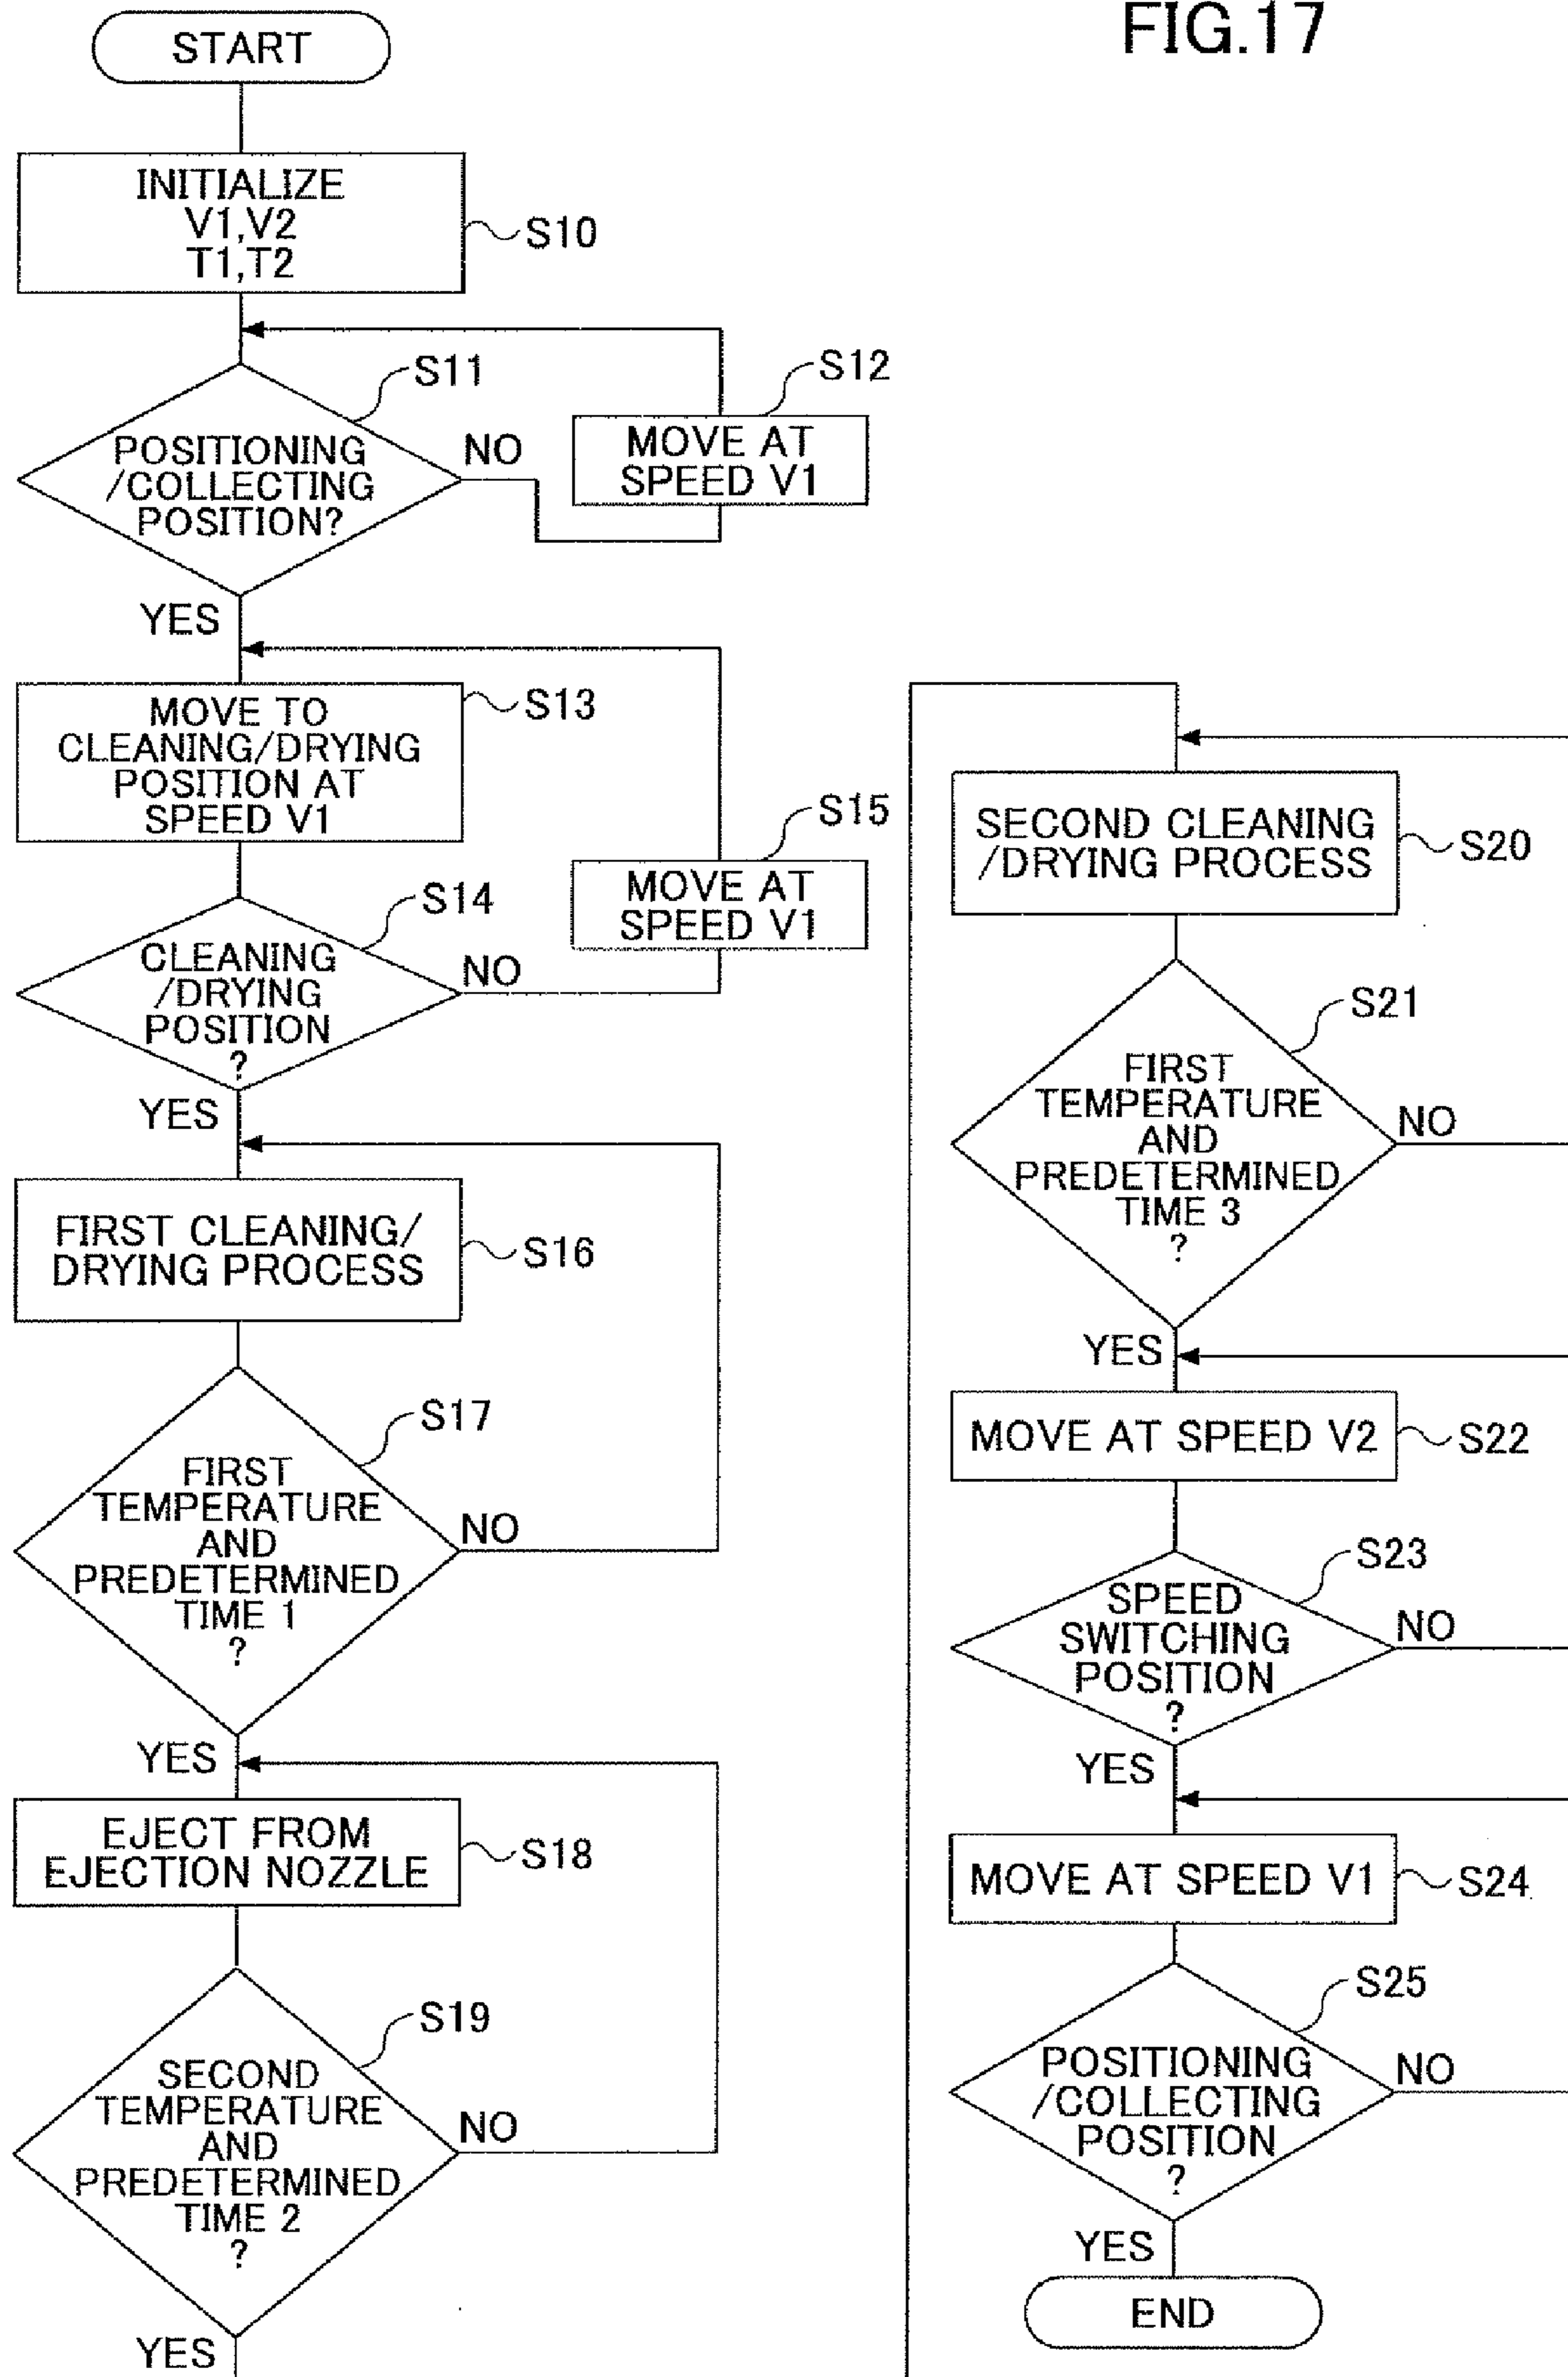 FIG.17
START
INITIALIZE
V1,V2
T1,T2
S10
S11
POSITIONING
/COLLECTING
POSITION?
NO
S12
MOVE AT
SPEED V1
YES
S13
MOVE TO
CLEANING/DRYING
POSITION AT
SPEED V1
S14
CLEANING
/DRYING
POSITION
?
NO
S15
MOVE AT
SPEED V1
YES
FIRST CLEANING/
DRYING PROCESS
S16
S17
FIRST
TEMPERATURE
AND
PREDETERMINED
TIME 1
?
NO
YES
EJECT FROM
EJECTION NOZZLE
S18
S19
SECOND
TEMPERATURE
AND
PREDETERMINED
TIME 2
?
NO
YES
SECOND CLEANING
/DRYING PROCESS
S20
S21
FIRST
TEMPERATURE
AND
PREDETERMINED
TIME 3
?
NO
YES
MOVE AT SPEED V2
S22
S23
SPEED
SWITCHING
POSITION
?
NO
YES
MOVE AT SPEED V1
S24
S25
POSITIONING
/COLLECTING
POSITION
?
NO
YES
END